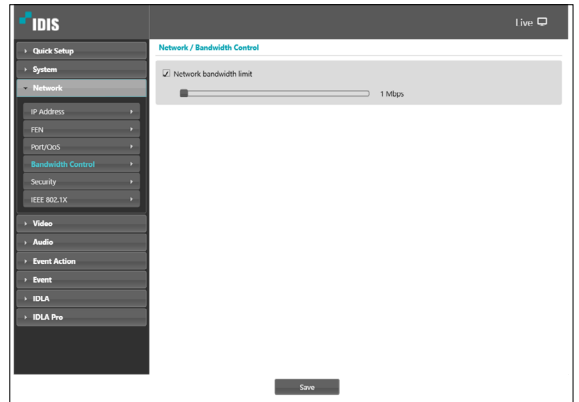 IDIS
Live
Quick Setup
System
Network
IP Address
FEN
Port/QoS
Bandwidth Control
Security
IEEE 802.1X
Video
Audio
Event Action
Event
IDLA
IDLA Pro
Network / Bandwidth Control
Network bandwidth limit
1 Mbps
Save